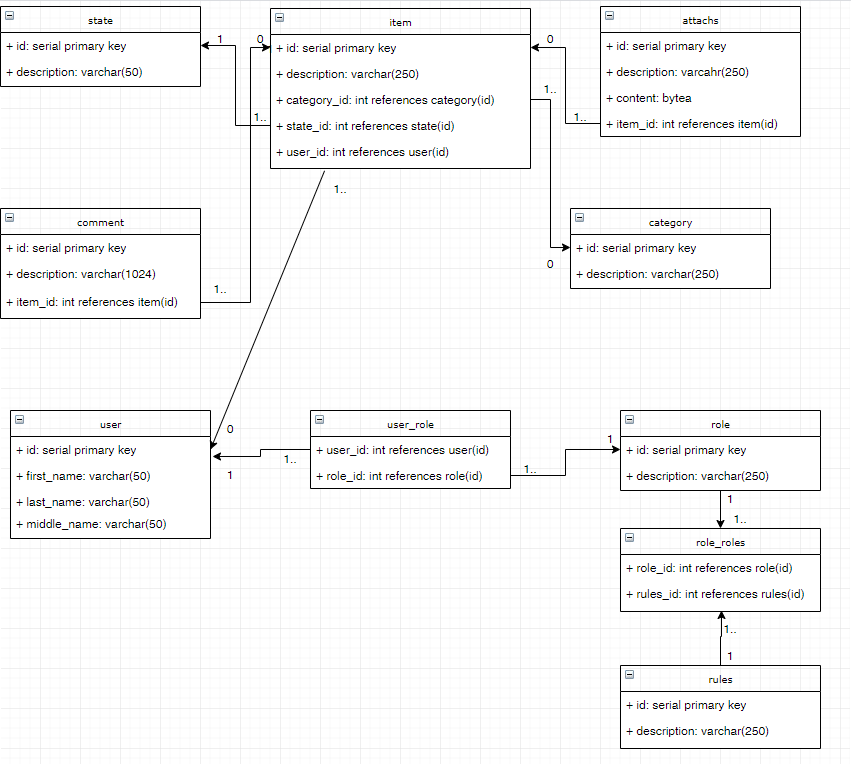 state
+ id: serial primary key
+ description: varchar(50)
item
+ id: serial primary key
+ description: varchar(250)
+ category_id: int references category(id)
+ state_id: int references state(id)
+ user_id: int references user(id)
attachs
+ id: serial primary key
+ description: varcahr(250)
+ content: bytea
+ item_id: int references item(id)
1
0
1..
0
1..
1..
1..
comment
+ id: serial primary key
+ description: varchar(1024)
+ item_id: int references item(id)
1..
category
+ id: serial primary key
+ description: varchar(250)
0
user
+ id: serial primary key
+ first_name: varchar(50)
+ last_name: varchar(50)
+ middle_name: varchar(50)
0
1
1..
user_role
+ user_id: int references user(id)
+ role_id: int references role(id)
1..
1
role
+ id: serial primary key
+ description: varchar(250)
1
1..
role_roles
+ role_id: int references role(id)
+ rules_id: int references rules(id)
1..
1
rules
+ id: serial primary key
+ description: varchar(250)